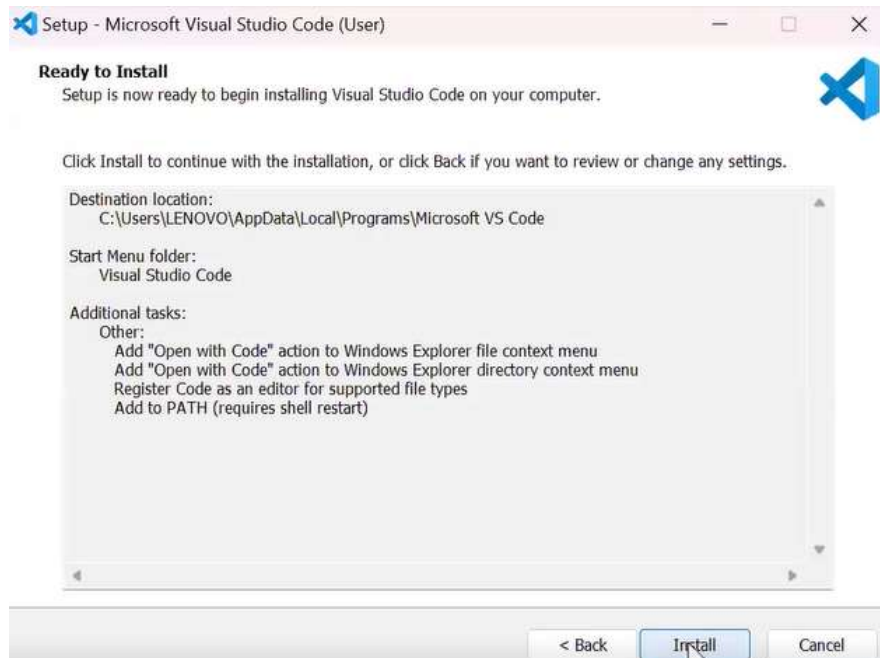 Setup - Microsoft Visual Studio Code (User)
Ready to Install
Setup is now ready to begin installing Visual Studio Code on your computer.
Click Install to continue with the installation, or click Back if you want to review or change any settings.
Destination location:
C:\Users\LENOVO\AppData\Local\Programs\Microsoft VS Code
Start Menu folder:
Visual Studio Code
Additional tasks:
Other:
Add "Open with Code" action to Windows Explorer file context menu
Add "Open with Code" action to Windows Explorer directory context menu
Register Code as an editor for supported file types
Add to PATH (requires shell restart)
< Back Install Cancel